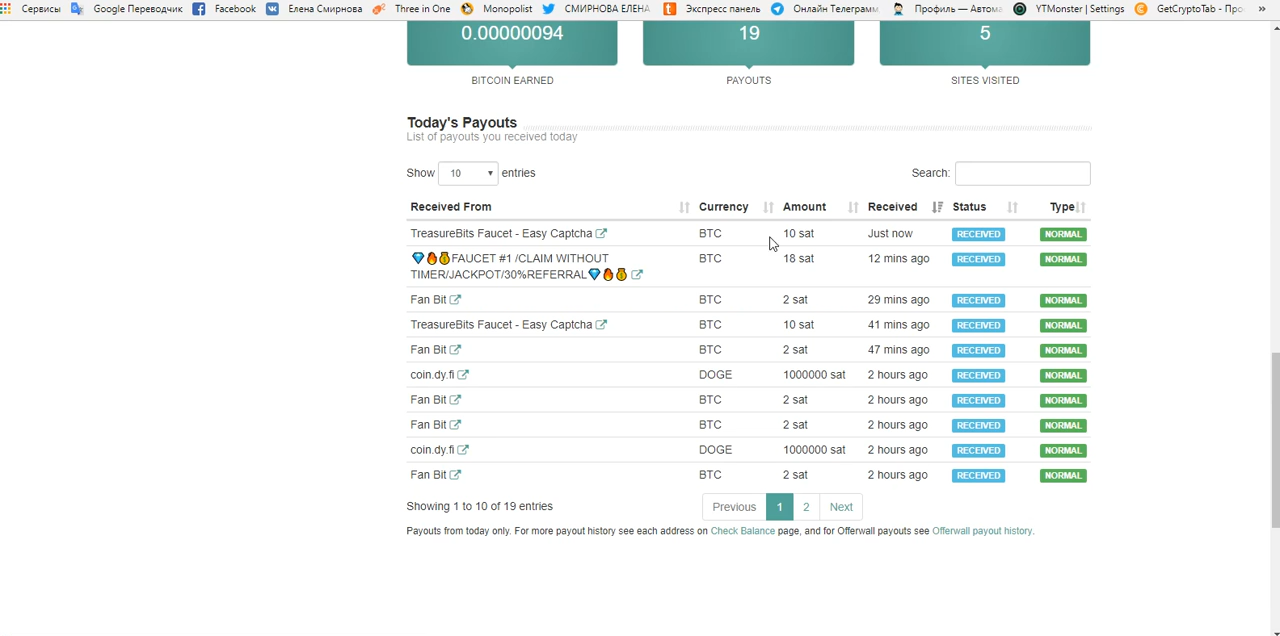 Сервисы Google Переводчик Facebook Елена Смирнова Three in One Monopolist СМИРНОВА ЕЛЕНА Экспресс панель Онлайн Телеграмм Профиль — Автома YTMonster | Settings GetCryptoTab - Про »
0.00000094 19 5
BITCOIN EARNED PAYOUTS SITES VISITED
Today's Payouts
List of payouts you received today
Show 10 entries Search:
Received From Currency Amount Received Status Type
TreasureBits Faucet - Easy Captcha BTC 10 sat Just now RECEIVED NORMAL
💎🔥💰FAUCET #1 /CLAIM WITHOUT BTC 18 sat 12 mins ago RECEIVED NORMAL
TIMER/JACKPOT/30%REFERRAL💎🔥💰
Fan Bit BTC 2 sat 29 mins ago RECEIVED NORMAL
TreasureBits Faucet - Easy Captcha BTC 10 sat 41 mins ago RECEIVED NORMAL
Fan Bit BTC 2 sat 47 mins ago RECEIVED NORMAL
coin.dy.fi DOGE 1000000 sat 2 hours ago RECEIVED NORMAL
Fan Bit BTC 2 sat 2 hours ago RECEIVED NORMAL
Fan Bit BTC 2 sat 2 hours ago RECEIVED NORMAL
coin.dy.fi DOGE 1000000 sat 2 hours ago RECEIVED NORMAL
Fan Bit BTC 2 sat 2 hours ago RECEIVED NORMAL
Showing 1 to 10 of 19 entries Previous 1 2 Next
Payouts from today only. For more payout history see each address on Check Balance page, and for Offerwall payouts see Offerwall payout history.